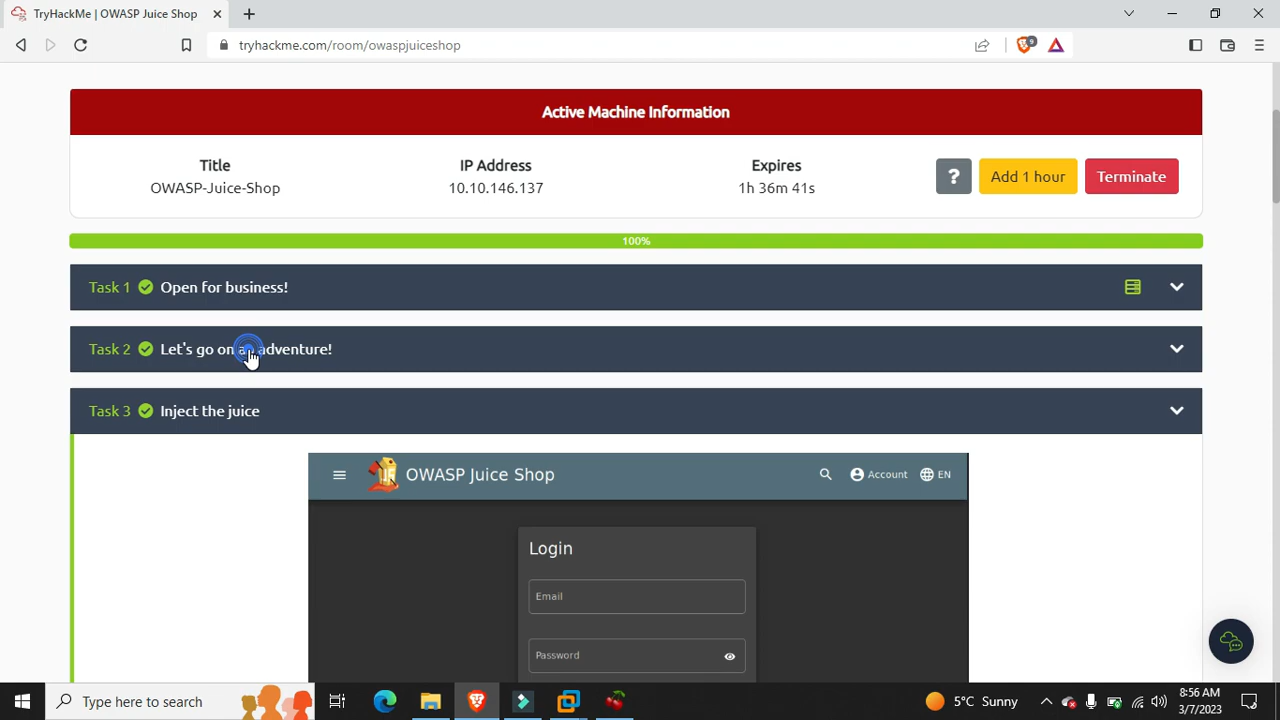 TryHackMe | OWASP Juice Shop
tryhackme.com/room/owaspjuiceshop
9
Active Machine Information
Title
IP Address
Expires
OWASP-Juice-Shop
10.10.146.137
1h 36m 41s
?
Add 1 hour
Terminate
100%
Task 1 Open for business!
Task 2 Let's go on an adventure!
Task 3 Inject the juice
OWASP Juice Shop
Account
EN
Login
Email
Password
Type here to search
5°C Sunny
8:56 AM
3/7/2023